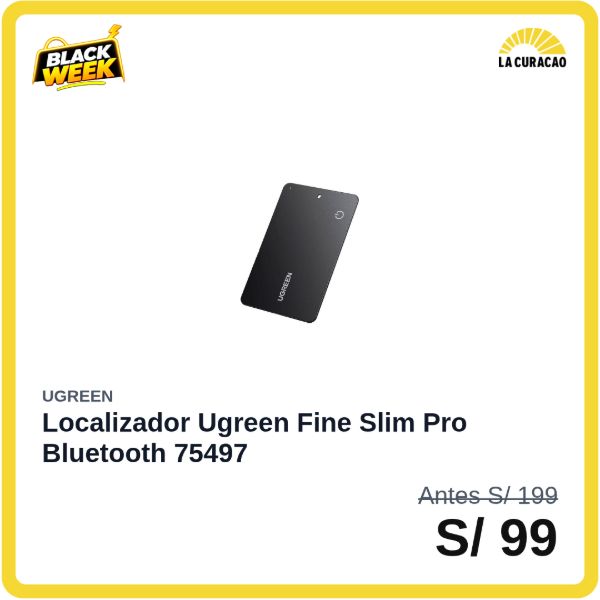 BLACK
WEEK
LA CURACAO
UGREEN
UGREEN
Localizador Ugreen Fine Slim Pro
Bluetooth 75497
Antes S/ 199
S/ 99